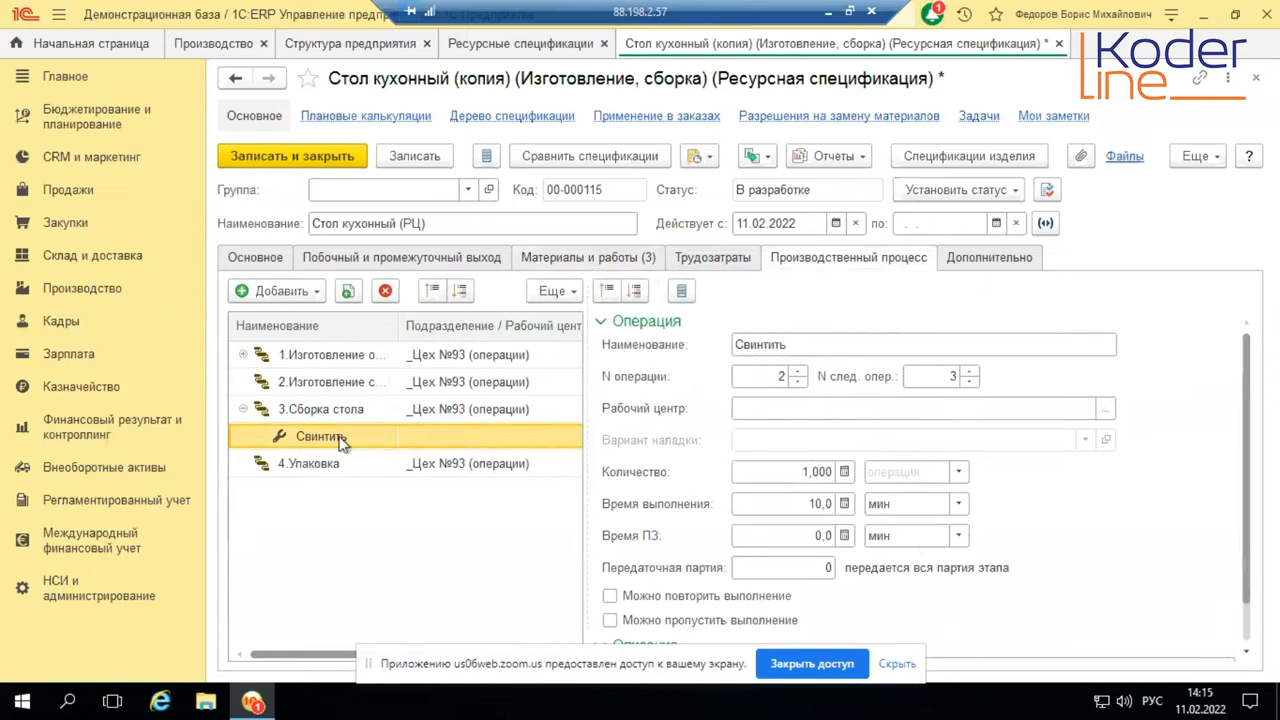 Демонстрационная база / 1С:ERP Управление предпр
88.198.2.57
1С:Предприятие
Федоров Борис Михайлович
Начальная страница
Производство
Структура предприятия
Ресурсные спецификации
Стол кухонный (копия) (Изготовление, сборка) (Ресурсная спецификация) *
Koder
line
Главное
Бюджетирование и
планирование
CRM и маркетинг
Продажи
Закупки
Склад и доставка
Производство
Кадры
Зарплата
Казначейство
Финансовый результат и
контроллинг
Внеоборотные активы
Регламентированный учет
Международный
финансовый учет
НСИ и
администрирование
Стол кухонный (копия) (Изготовление, сборка) (Ресурсная спецификация) *
Основное
Плановые калькуляции
Дерево спецификации
Применение в заказах
Разрешения на замену материалов
Задачи
Мои заметки
Записать и закрыть
Записать
Сравнить спецификации
Отчеты
Спецификации изделия
Файлы
Еще
?
Группа:
Код: 00-000115
Статус: В разработке
Установить статус
Наименование: Стол кухонный (РЦ)
Действует с: 11.02.2022
по: . .
Основное
Побочный и промежуточный выход
Материалы и работы (3)
Трудозатраты
Производственный процесс
Дополнительно
Добавить
Еще
Наименование
Подразделение / Рабочий цент
1.Изготовление о...
_Цех №93 (операции)
2.Изготовление с...
_Цех №93 (операции)
3.Сборка стола
_Цех №93 (операции)
Свинтить
4.Упаковка
_Цех №93 (операции)
Операция
Наименование: Свинтить
N операции: 2
N след. опер.: 3
Рабочий центр:
Вариант наладки:
Количество: 1,000 операция
Время выполнения: 10,0 мин
Время ПЗ: 0,0 мин
Передаточная партия: 0 передается вся партия этапа
Можно повторить выполнение
Можно пропустить выполнение
Приложению us06web.zoom.us предоставлен доступ к вашему экрану.
Закрыть доступ
Скрыть
РУС
14:15
11.02.2022